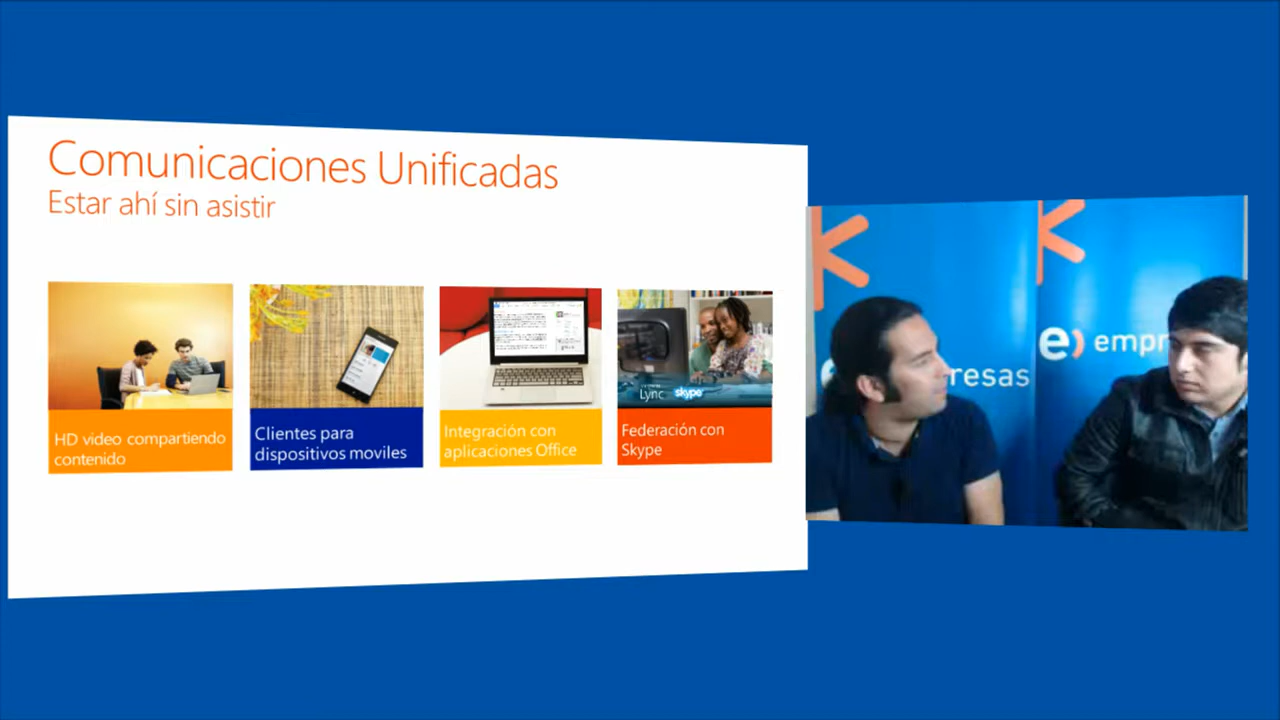 Comunicaciones Unificadas
Estar ahí sin asistir
HD video compartiendo
contenido
Clientes para
dispositivos moviles
Integración con
aplicaciones Office
Lync skype
Federación con
Skype
resas
e) empr